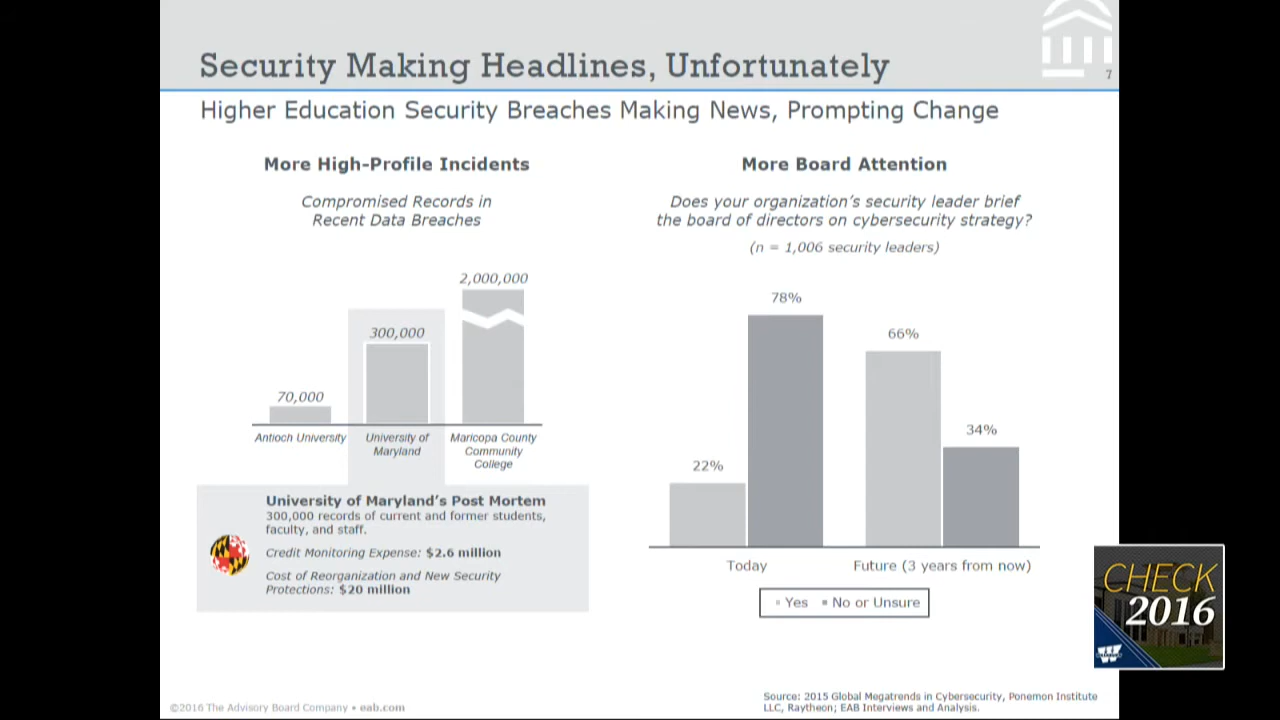 Security Making Headlines, Unfortunately
7
Higher Education Security Breaches Making News, Prompting Change
More High-Profile Incidents
Compromised Records in
Recent Data Breaches
2,000,000
300,000
70,000
Antioch University
University of
Maryland
Maricopa County
Community
College
University of Maryland's Post Mortem
300,000 records of current and former students,
faculty, and staff.
Credit Monitoring Expense: $2.6 million
Cost of Reorganization and New Security
Protections: $20 million
More Board Attention
Does your organization's security leader brief
the board of directors on cybersecurity strategy?
(n = 1,006 security leaders)
78%
66%
34%
22%
Today
Future (3 years from now)
Yes No or Unsure
CHECK
2016
W
©2016 The Advisory Board Company • eab.com
Source: 2015 Global Megatrends in Cybersecurity, Ponemon Institute
LLC, Raytheon; EAB Interviews and Analysis.